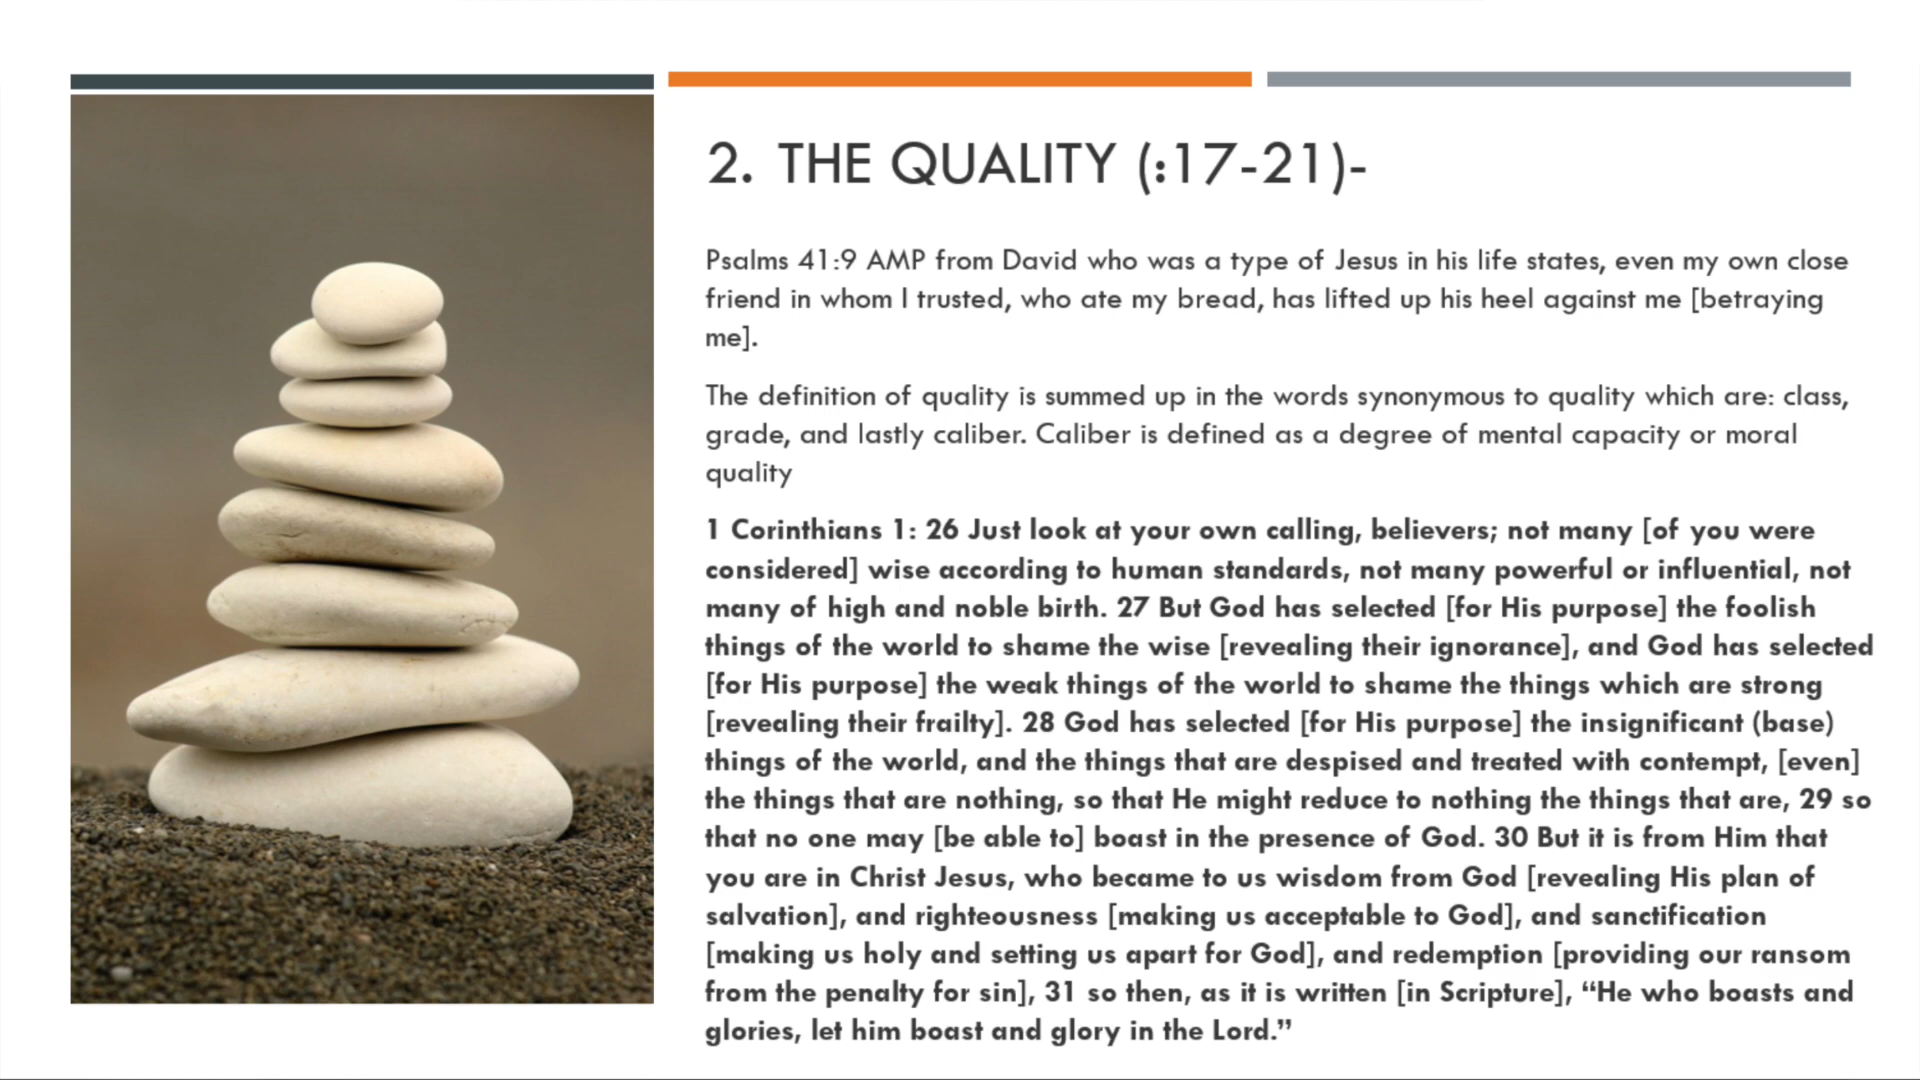 2. THE QUALITY (:17-21)-
Psalms 41:9 AMP from David who was a type of Jesus in his life states, even my own close
friend in whom I trusted, who ate my bread, has lifted up his heel against me [betraying
me].
The definition of quality is summed up in the words synonymous to quality which are: class,
grade, and lastly caliber. Caliber is defined as a degree of mental capacity or moral
quality
1 Corinthians 1: 26 Just look at your own calling, believers; not many [of you were
considered] wise according to human standards, not many powerful or influential, not
many of high and noble birth. 27 But God has selected [for His purpose] the foolish
things of the world to shame the wise [revealing their ignorance], and God has selected
[for His purpose] the weak things of the world to shame the things which are strong
[revealing their frailty]. 28 God has selected [for His purpose] the insignificant (base)
things of the world, and the things that are despised and treated with contempt, [even]
the things that are nothing, so that He might reduce to nothing the things that are, 29 so
that no one may [be able to] boast in the presence of God. 30 But it is from Him that
you are in Christ Jesus, who became to us wisdom from God [revealing His plan of
salvation], and righteousness [making us acceptable to God], and sanctification
[making us holy and setting us apart for God], and redemption [providing our ransom
from the penalty for sin], 31 so then, as it is written [in Scripture], “He who boasts and
glories, let him boast and glory in the Lord.”